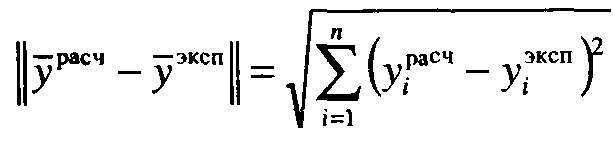 ‖y̅^расч − y̅^эксп‖ = √(∑_{i=1}^{n} (y_i^расч − y_i^эксп)^2)